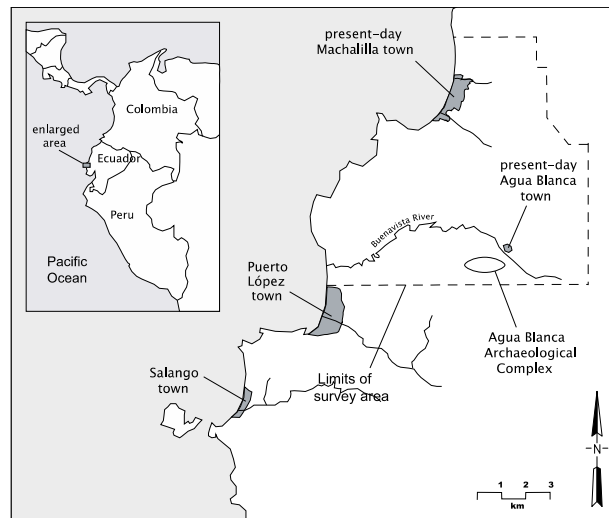 Colombia
enlarged
area
Ecuador
Peru
Pacific
Ocean
present-day
Machalilla town
present-day
Agua Blanca
town
Buenavista River
Puerto
López
town
Agua Blanca
Archaeological
Complex
Salango
town
Limits of
survey area
N
1 2 3
km